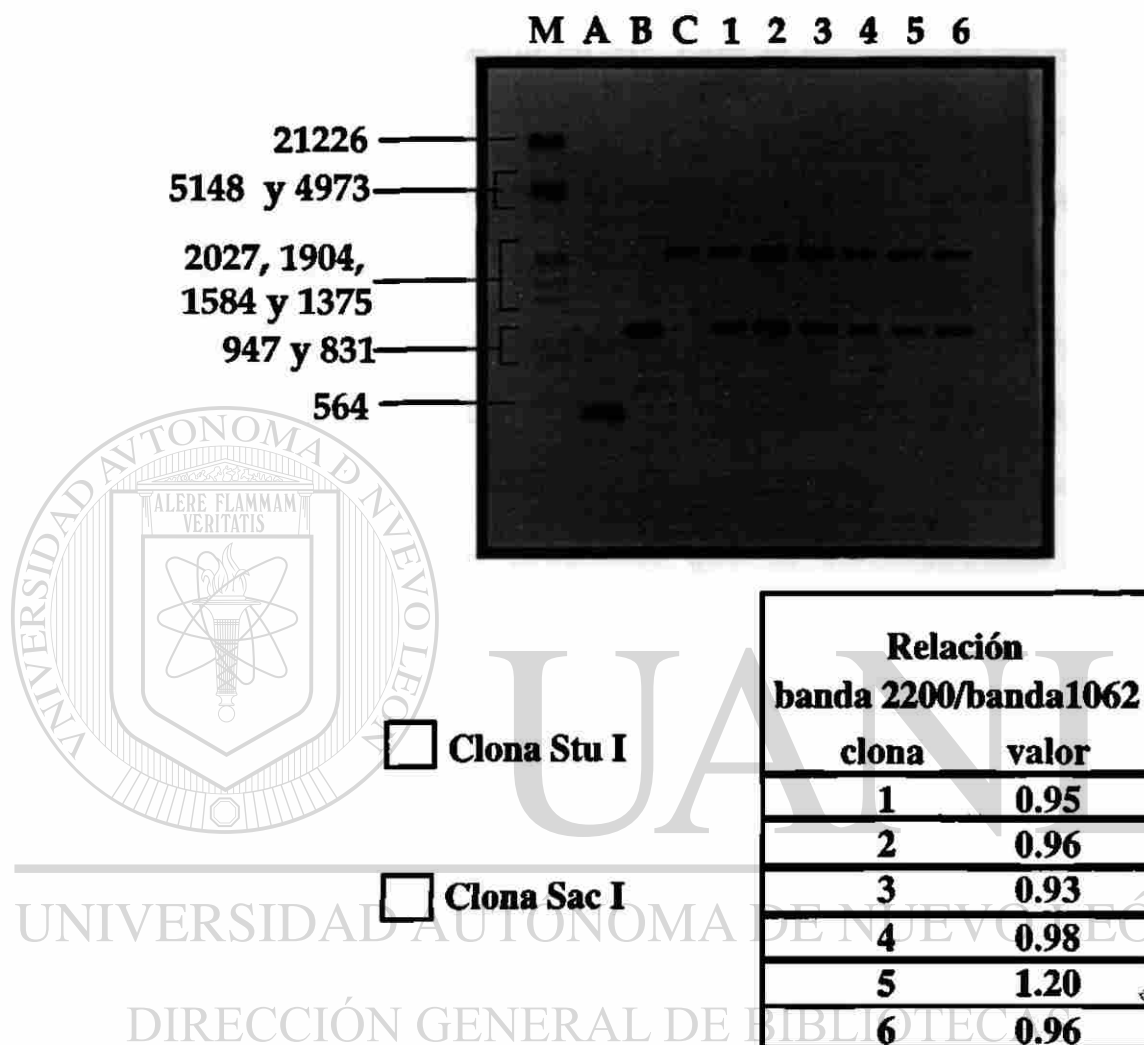 M A B C 1 2 3 4 5 6
21226
5148 y 4973
2027, 1904,
1584 y 1375
947 y 831
564
ALERE FLAMMAM
VERITATIS
UANL
Clona Stu I
Clona Sac I
Relación
banda 2200/banda1062
clona valor
1 0.95
2 0.96
3 0.93
4 0.98
5 1.20
6 0.96
UNIVERSIDAD AUTÓNOMA DE NUEVO LEÓ
DIRECCIÓN GENERAL DE BIBLIOTECAS